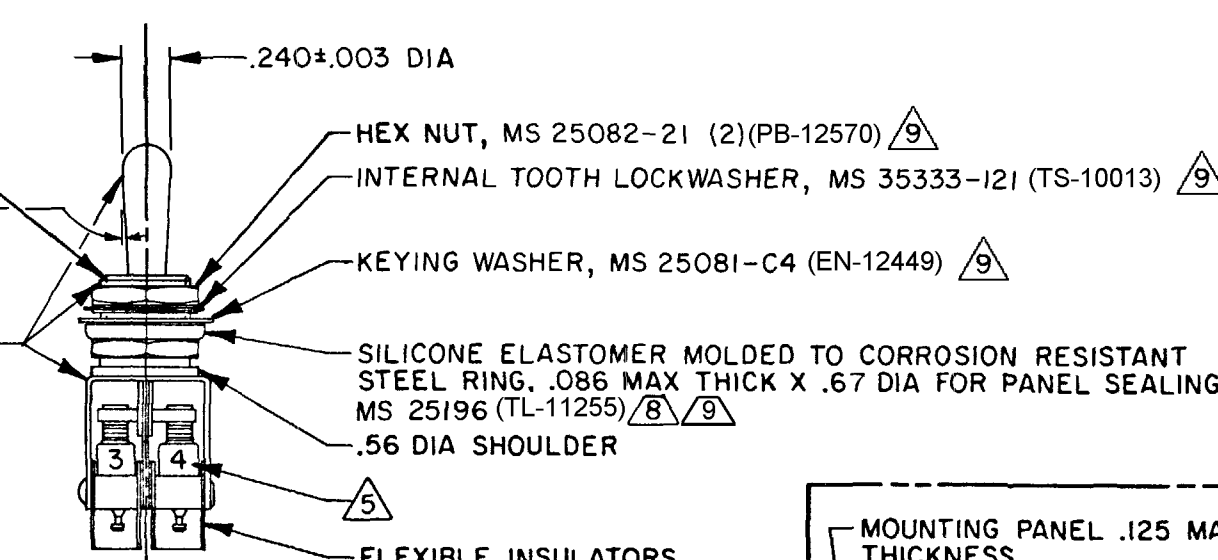 .240±.003 DIA
HEX NUT, MS 25082-21 (2)(PB-12570) 9
INTERNAL TOOTH LOCKWASHER, MS 35333-121 (TS-10013) 9
KEYING WASHER, MS 25081-C4 (EN-12449) 9
SILICONE ELASTOMER MOLDED TO CORROSION RESISTANT
STEEL RING, .086 MAX THICK X .67 DIA FOR PANEL SEALING
MS 25196 (TL-11255) 8 9
.56 DIA SHOULDER
3 4
5
MOUNTING PANEL .125 MA
THICKNESS
FLEXIBLE INSULATORS